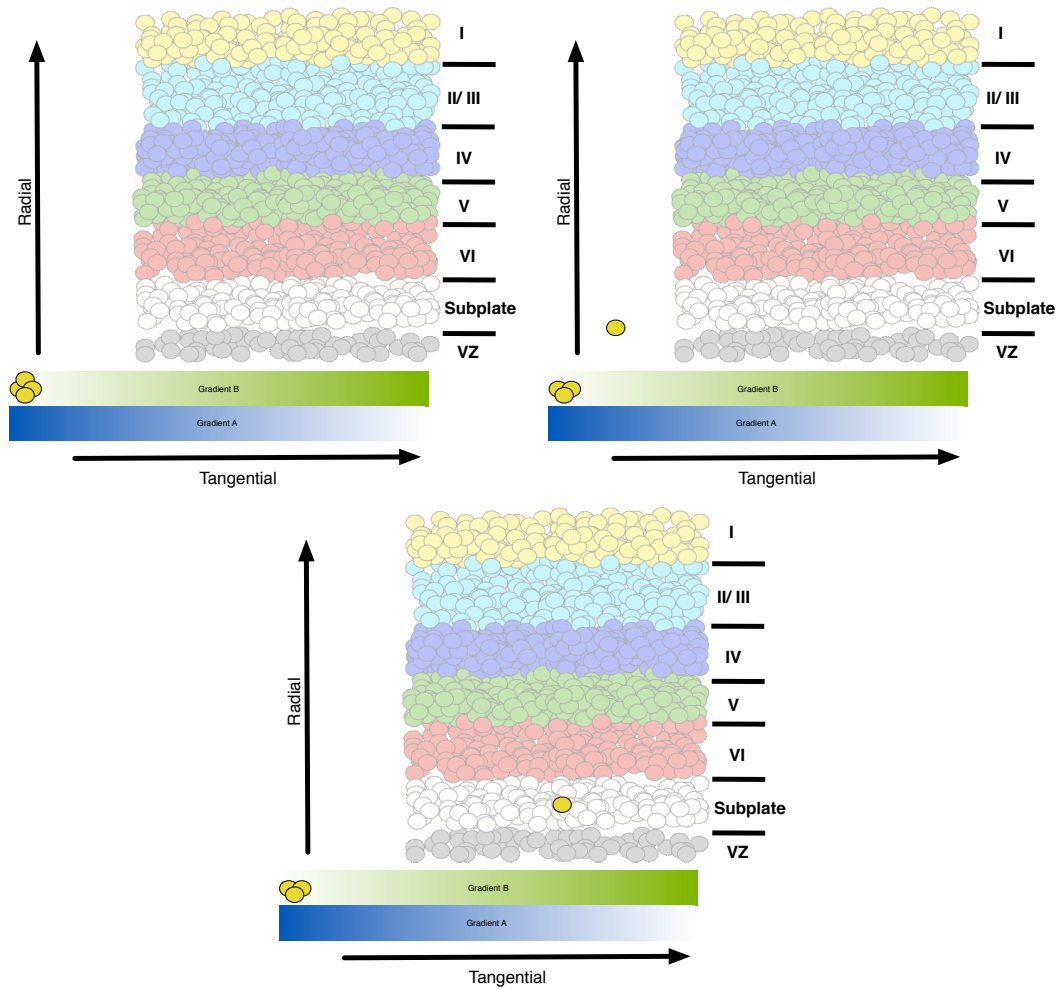 Radial
I
II/ III
IV
V
VI
Subplate
VZ
Gradient B
Gradient A
Tangential
Radial
I
II/ III
IV
V
VI
Subplate
VZ
Gradient B
Gradient A
Tangential
Radial
I
II/ III
IV
V
VI
Subplate
VZ
Gradient B
Gradient A
Tangential